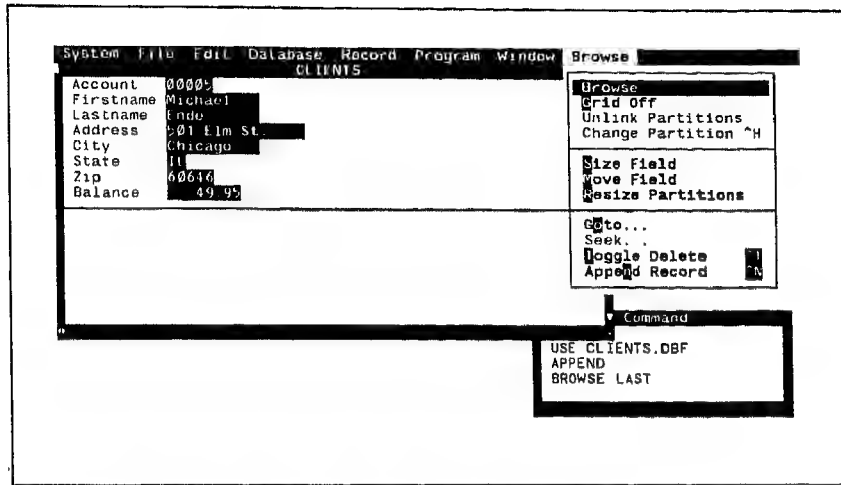 System File Edit Database Record Program Window Browse
CLIENTS
Account 00005
Firstname Michael
Lastname Ende
Address 501 Elm St.
City Chicago
State IL
Zip 60646
Balance 49.95
Browse
Grid Off
Unlink Partitions
Change Partition ^H
Size Field
Move Field
Resize Partitions
Goto...
Seek...
Toggle Delete ^T
Append Record ^N
Command
USE CLIENTS.DBF
APPEND
BROWSE LAST